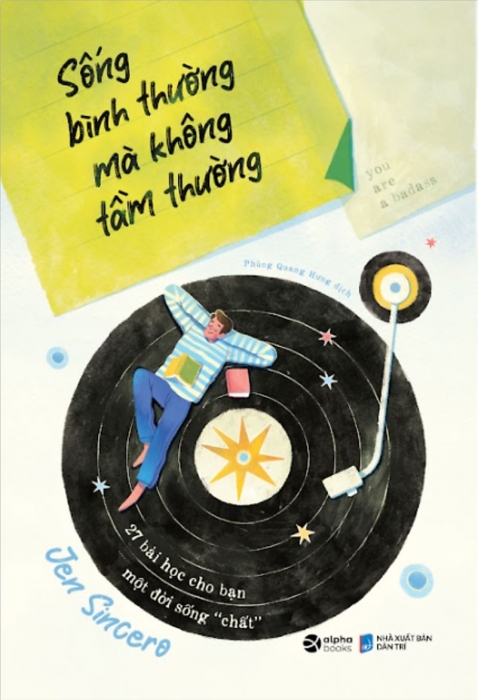 Sống
bình thường
mà không
tầm thường
you
are
a badass
Phùng Quang Hưng dịch
27 bài học cho bạn
một đời sống “chất”
Jen Sincero
alpha
books
NHÀ XUẤT BẢN
DÂN TRÍ